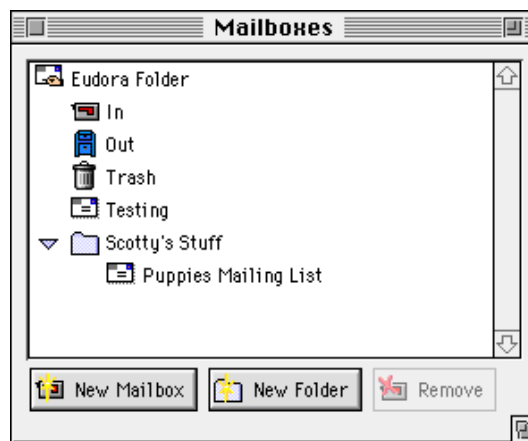 Mailboxes
Eudora Folder
In
Out
Trash
Testing
Scotty's Stuff
Puppies Mailing List
New Mailbox New Folder Remove